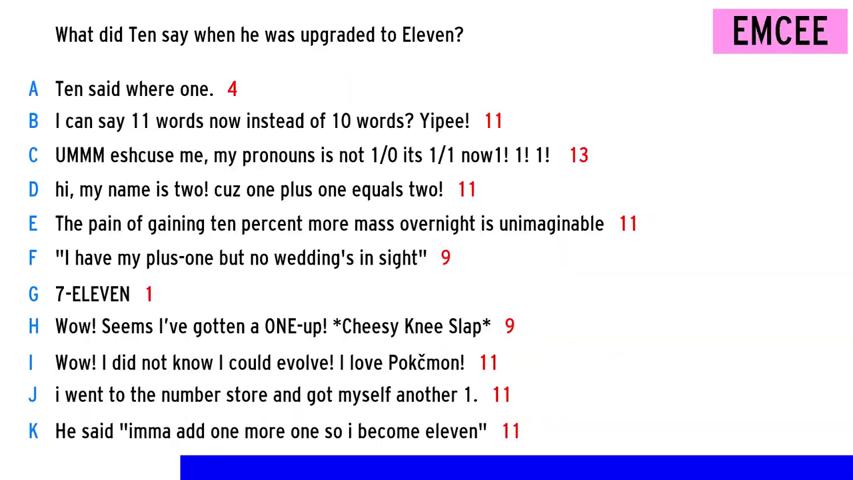 What did Ten say when he was upgraded to Eleven?
EMCEE
A Ten said where one. 4
B I can say 11 words now instead of 10 words? Yipee! 11
C UMMM eshcuse me, my pronouns is not 1/0 its 1/1 now1! 1! 1! 13
D hi, my name is two! cuz one plus one equals two! 11
E The pain of gaining ten percent more mass overnight is unimaginable 11
F "I have my plus-one but no wedding's in sight" 9
G 7-ELEVEN 1
H Wow! Seems I've gotten a ONE-up! *Cheesy Knee Slap* 9
I Wow! I did not know I could evolve! I love Pokčmon! 11
J i went to the number store and got myself another 1. 11
K He said "imma add one more one so i become eleven" 11